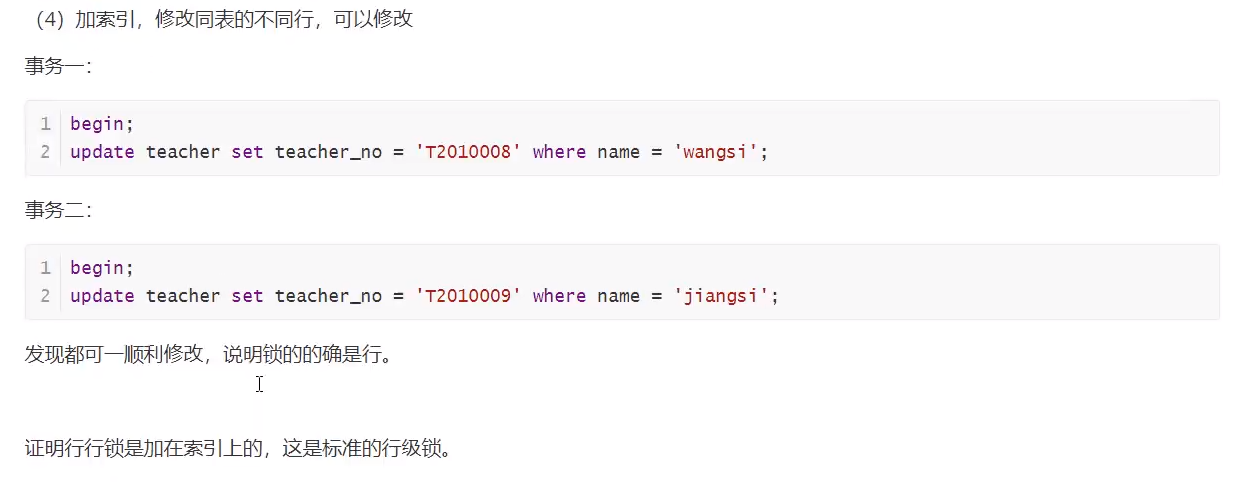 （4）加索引，修改同表的不同行，可以修改
事务一：
1 begin;
2 update teacher set teacher_no = 'T2010008' where name = 'wangsi';
事务二：
1 begin;
2 update teacher set teacher_no = 'T2010009' where name = 'jiangsi';
发现都可一顺利修改，说明锁的的确是行。
证明行行锁是加在索引上的，这是标准的行级锁。